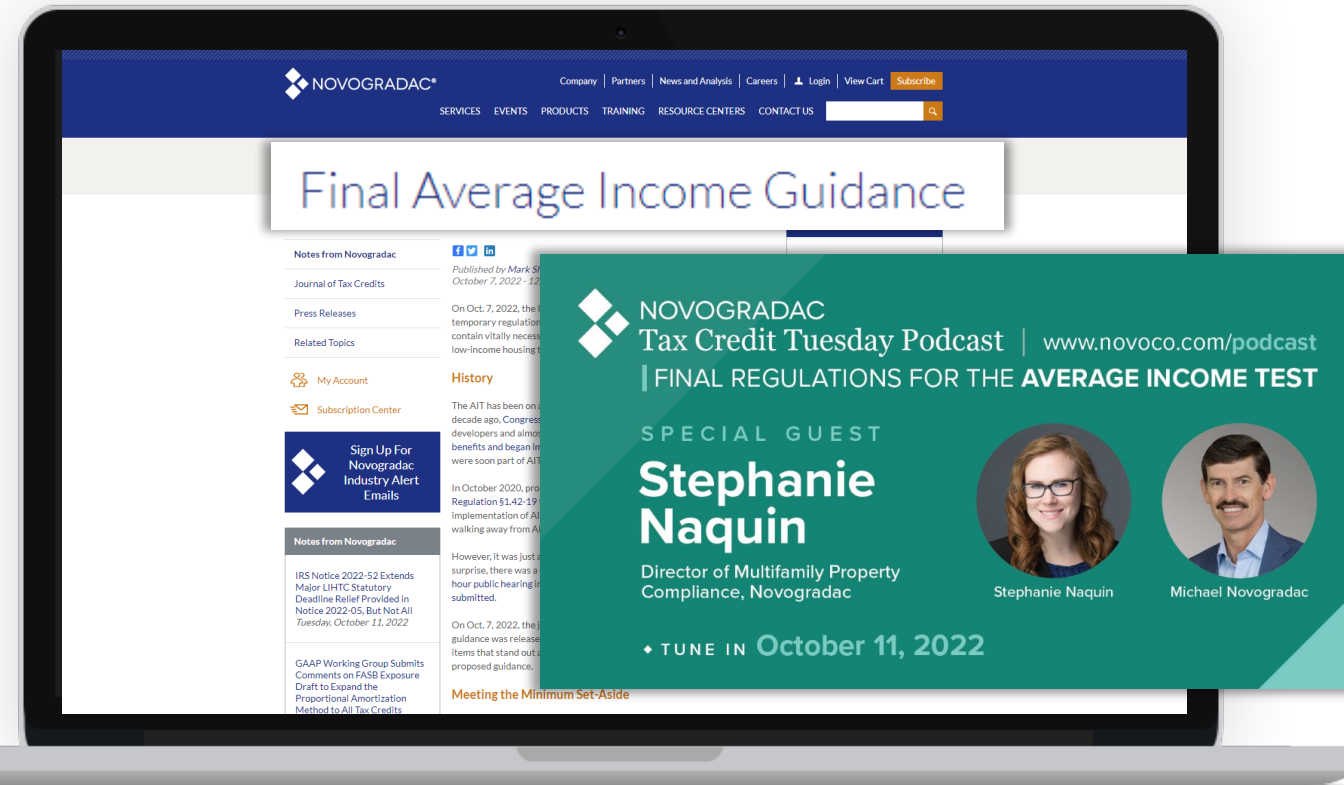 NOVOGRADAC®
Company | Partners | News and Analysis | Careers | Login | View Cart Subscribe
SERVICES EVENTS PRODUCTS TRAINING RESOURCE CENTERS CONTACT US
Final Average Income Guidance
Notes from Novogradac
Journal of Tax Credits
Press Releases
Related Topics
My Account
Subscription Center
Sign Up For
Novogradac
Industry Alert
Emails
Notes from Novogradac
IRS Notice 2022-52 Extends
Major LIHTC Statutory
Deadline Relief Provided in
Notice 2022-05, But Not All
Tuesday, October 11, 2022
GAAP Working Group Submits
Comments on FASB Exposure
Draft to Expand the
Proportional Amortization
Method to All Tax Credits
Published by Mark
October 7, 2022 - 12
On Oct. 7, 2022, the
temporary regulation
contain vitally necess
low-income housing
History
The AIT has been on
decade ago, Congress
developers and almos
benefits and began
were soon part of AIT
In October 2020, pro
Regulation §1.42-19
implementation of
walking away from
However, it was just
surprise, there was a
hour public hearing
submitted.
On Oct. 7, 2022, the
guidance was release
items that stand out
proposed guidance.
Meeting the Minimum Set-Aside
NOVOGRADAC
Tax Credit Tuesday Podcast | www.novoco.com/podcast
FINAL REGULATIONS FOR THE AVERAGE INCOME TEST
SPECIAL GUEST
Stephanie
Naquin
Director of Multifamily Property
Compliance, Novogradac
Stephanie Naquin
Michael Novogradac
TUNE IN October 11, 2022